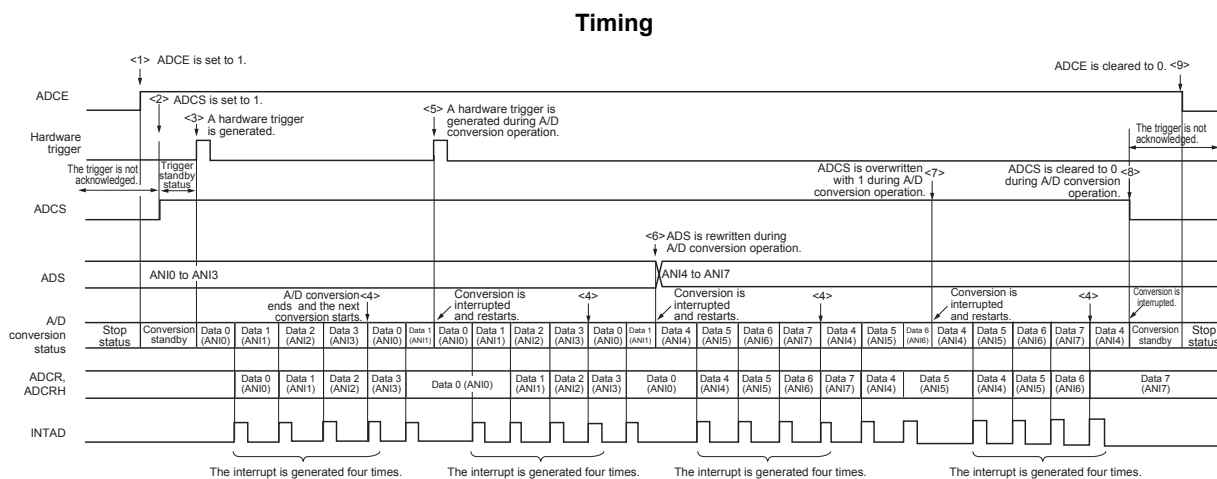 Timing
<1> ADCE is set to 1.
ADCE is cleared to 0. <9>
ADCE
<2> ADCS is set to 1.
<3> A hardware trigger
is generated.
<5> A hardware trigger is
generated during A/D
conversion operation.
Hardware
trigger
The trigger is not
acknowledged.
The trigger is not
acknowledged.
Trigger
standby
status
ADCS is overwritten
with 1 during A/D <7>
conversion operation.
ADCS is cleared to 0
during A/D conversion <8>
operation.
ADCS
<6> ADS is rewritten during
A/D conversion operation.
ADS
ANI0 to ANI3
ANI4 to ANI7
A/D conversion <4>
ends and the next
conversion starts.
Conversion is
interrupted
and restarts.
<4>
Conversion is
interrupted
and restarts.
<4>
Conversion is
interrupted
and restarts.
<4>
Conversion is
interrupted.
A/D
conversion
status
Stop
status
Conversion
standby
Data 0
(ANI0)
Data 1
(ANI1)
Data 2
(ANI2)
Data 3
(ANI3)
Data 0
(ANI0)
Data 1
(ANI1)
Data 0
(ANI0)
Data 1
(ANI1)
Data 2
(ANI2)
Data 3
(ANI3)
Data 0
(ANI0)
Data 1
(ANI1)
Data 4
(ANI4)
Data 5
(ANI5)
Data 6
(ANI6)
Data 7
(ANI7)
Data 4
(ANI4)
Data 5
(ANI5)
Data 6
(ANI6)
Data 4
(ANI4)
Data 5
(ANI5)
Data 6
(ANI6)
Data 7
(ANI7)
Data 4
(ANI4)
Conversion
standby
Stop
status
ADCR,
ADCRH
Data 0
(ANI0)
Data 1
(ANI1)
Data 2
(ANI2)
Data 3
(ANI3)
Data 0 (ANI0)
Data 1
(ANI1)
Data 2
(ANI2)
Data 3
(ANI3)
Data 0
(ANI0)
Data 4
(ANI4)
Data 5
(ANI5)
Data 6
(ANI6)
Data 7
(ANI7)
Data 4
(ANI4)
Data 5
(ANI5)
Data 4
(ANI4)
Data 5
(ANI5)
Data 6
(ANI6)
Data 7
(ANI7)
INTAD
The interrupt is generated four times.
The interrupt is generated four times.
The interrupt is generated four times.
The interrupt is generated four times.